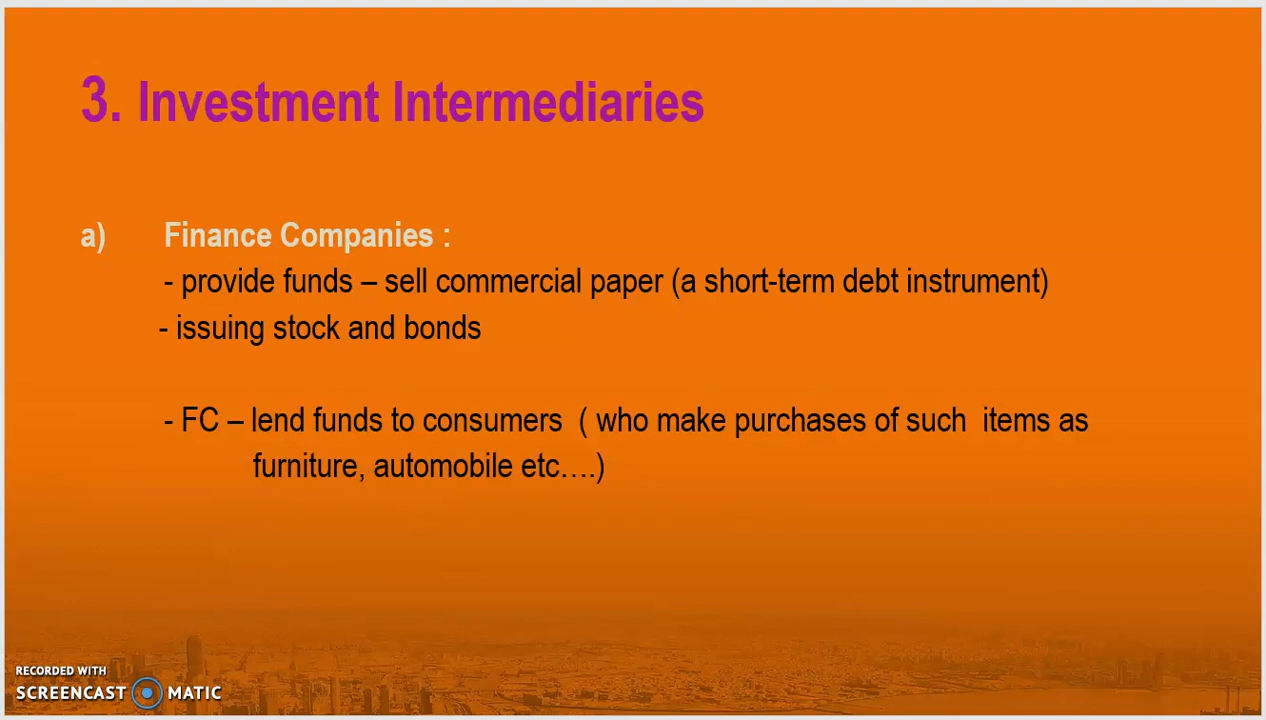 3. Investment Intermediaries
a) Finance Companies :
- provide funds – sell commercial paper (a short-term debt instrument)
- issuing stock and bonds
- FC – lend funds to consumers ( who make purchases of such items as
furniture, automobile etc….)
RECORDED WITH
SCREENCAST MATIC